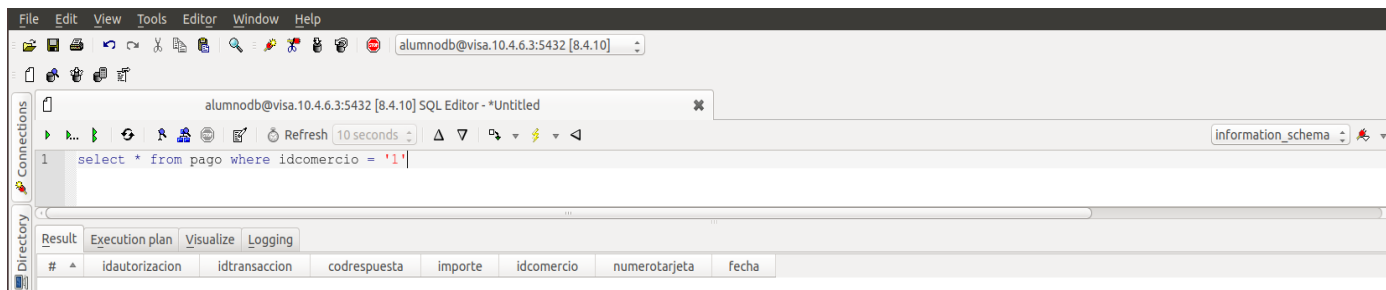 File Edit View Tools Editor Window Help
alumnodb@visa.10.4.6.3:5432 [8.4.10]
Connections
Directory
alumnodb@visa.10.4.6.3:5432 [8.4.10] SQL Editor - *Untitled
Refresh 10 seconds information_schema
1 select * from pago where idcomercio = '1'
Result Execution plan Visualize Logging
# idautorizacion idtransaccion codrespuesta importe idcomercio numerotarjeta fecha